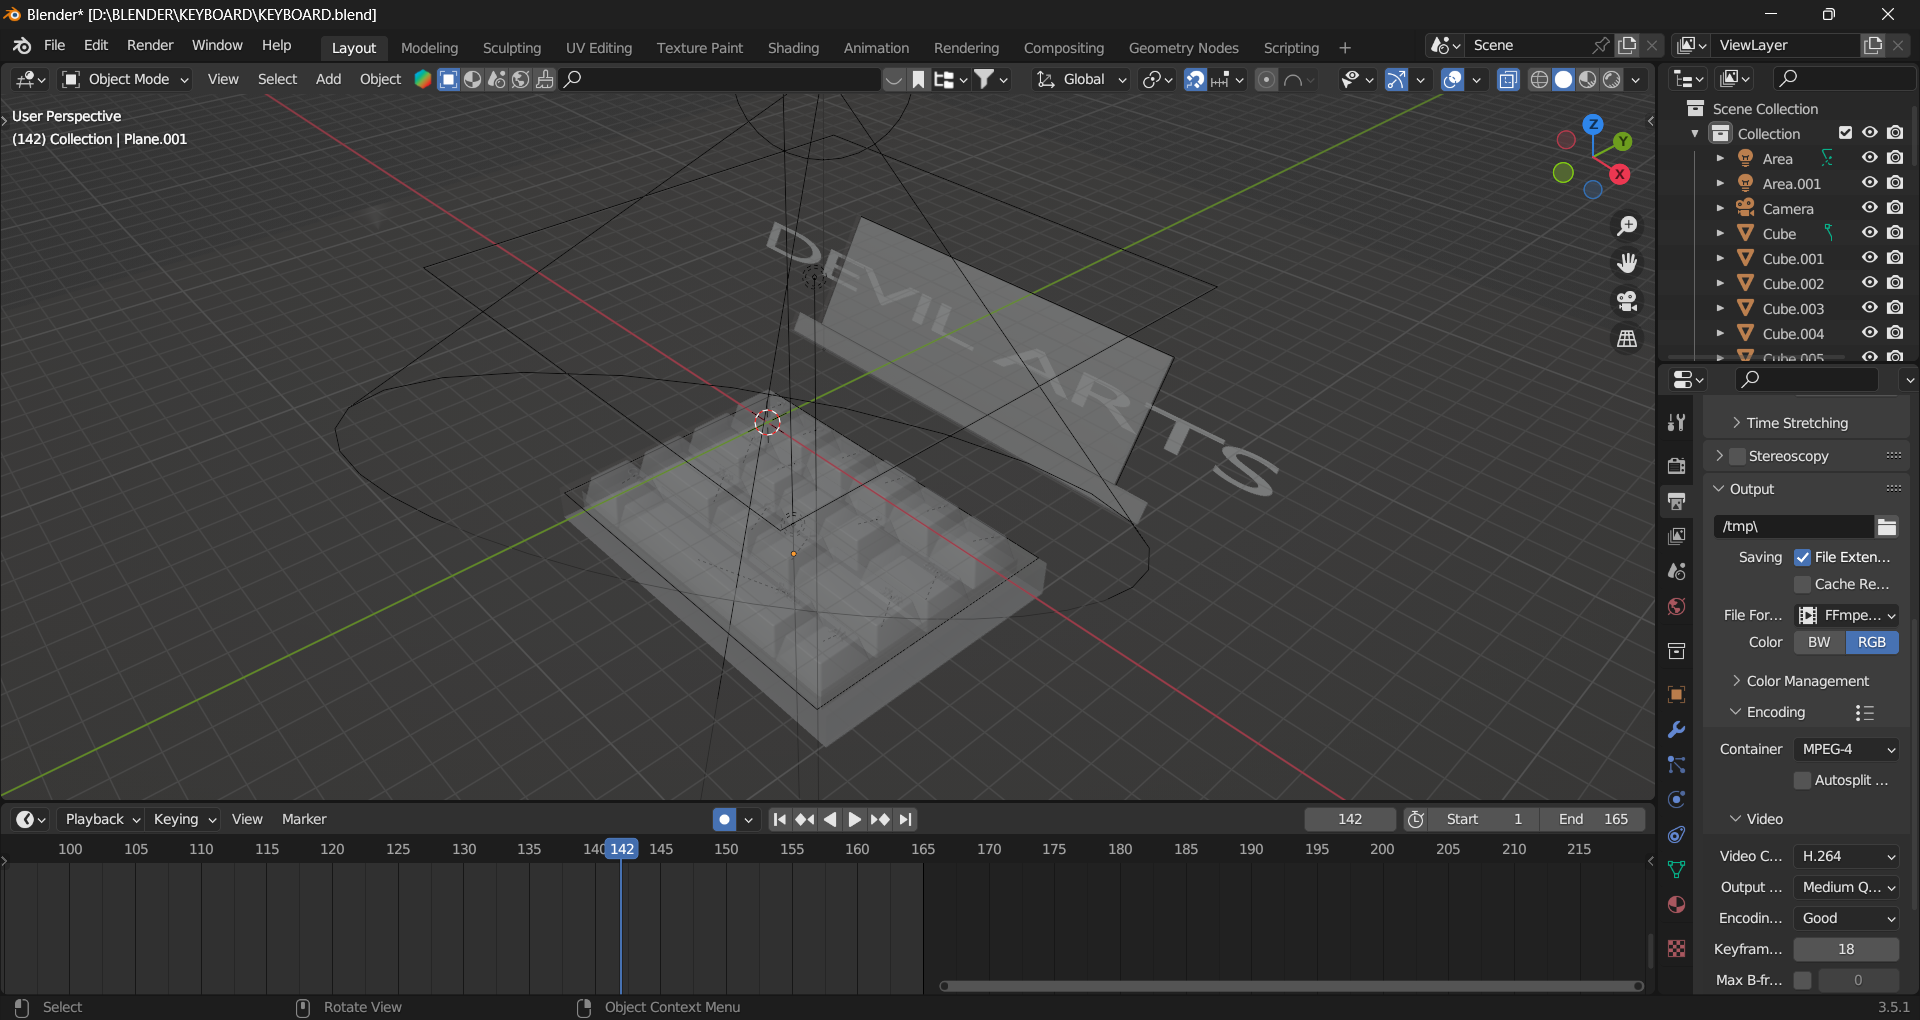 Blender* [D:\BLENDER\KEYBOARD\KEYBOARD.blend]
File Edit Render Window Help Layout Modeling Sculpting UV Editing Texture Paint Shading Animation Rendering Compositing Geometry Nodes Scripting + Scene ViewLayer
Object Mode View Select Add Object Global
User Perspective
(142) Collection | Plane.001
Z
Y
X
DEVIL ARTS
Scene Collection
Collection
Area
Area.001
Camera
Cube
Cube.001
Cube.002
Cube.003
Cube.004
Cube.005
Time Stretching
Stereoscopy
Output
/tmp\
Saving File Exten...
Cache Re...
File For... FFmpe...
Color BW RGB
Color Management
Encoding
Container MPEG-4
Autosplit ...
Video
Video C... H.264
Output ... Medium Q...
Encodin... Good
Keyfram... 18
Max B-fr... 0
Playback Keying View Marker 142 Start 1 End 165
100 105 110 115 120 125 130 135 140 142 145 150 155 160 165 170 175 180 185 190 195 200 205 210 215
Select Rotate View Object Context Menu 3.5.1